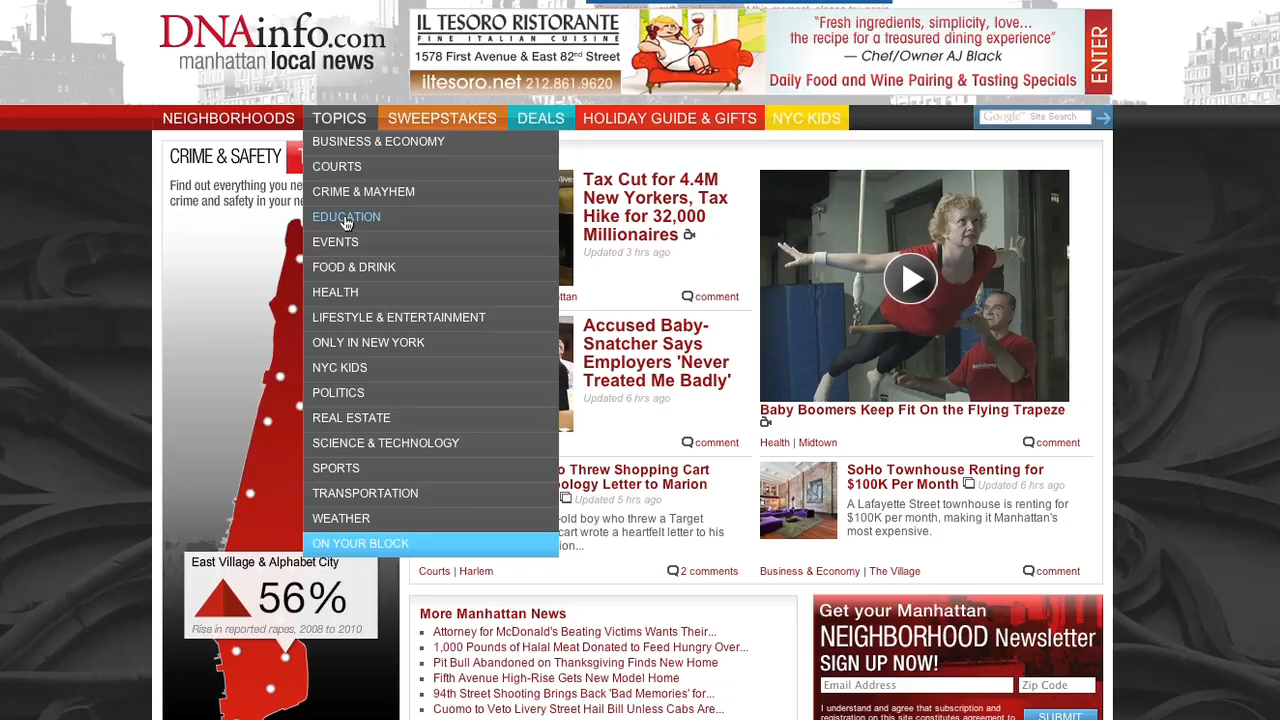 DNAinfo.com
manhattan local news
IL TESORO RISTORANTE
FINE ITALIAN CUISINE
1578 First Avenue & East 82nd Street
iltesoro.net 212.861.9620
“Fresh ingredients, simplicity, love...
the recipe for a treasured dining experience”
— Chef/Owner AJ Black
Daily Food and Wine Pairing & Tasting Specials
ENTER
NEIGHBORHOODS TOPICS SWEEPSTAKES DEALS HOLIDAY GUIDE & GIFTS NYC KIDS
Google Site Search
BUSINESS & ECONOMY
COURTS
CRIME & MAYHEM
EDUCATION
EVENTS
FOOD & DRINK
HEALTH
LIFESTYLE & ENTERTAINMENT
ONLY IN NEW YORK
NYC KIDS
POLITICS
REAL ESTATE
SCIENCE & TECHNOLOGY
SPORTS
TRANSPORTATION
WEATHER
ON YOUR BLOCK
CRIME & SAFETY
Find out everything you ne
crime and safety in your ne
East Village & Alphabet City
56%
Rise in reported rapes, 2008 to 2010
Tax Cut for 4.4M
New Yorkers, Tax
Hike for 32,000
Millionaires
Updated 3 hrs ago
ttan comment
Accused Baby-
Snatcher Says
Employers 'Never
Treated Me Badly'
Updated 6 hrs ago
comment
o Threw Shopping Cart
ology Letter to Marion
Updated 5 hrs ago
-old boy who threw a Target
cart wrote a heartfelt letter to his
ion...
Courts | Harlem 2 comments
Baby Boomers Keep Fit On the Flying Trapeze
Health | Midtown comment
SoHo Townhouse Renting for
$100K Per Month Updated 6 hrs ago
A Lafayette Street townhouse is renting for
$100K per month, making it Manhattan's
most expensive.
Business & Economy | The Village comment
More Manhattan News
Attorney for McDonald's Beating Victims Wants Their...
1,000 Pounds of Halal Meat Donated to Feed Hungry Over...
Pit Bull Abandoned on Thanksgiving Finds New Home
Fifth Avenue High-Rise Gets New Model Home
94th Street Shooting Brings Back 'Bad Memories' for...
Cuomo to Veto Livery Street Hail Bill Unless Cabs Are...
Get your Manhattan
NEIGHBORHOOD Newsletter
SIGN UP NOW!
Email Address Zip Code
I understand and agree that subscription and
registration on this site constitutes agreement to
SUBMIT